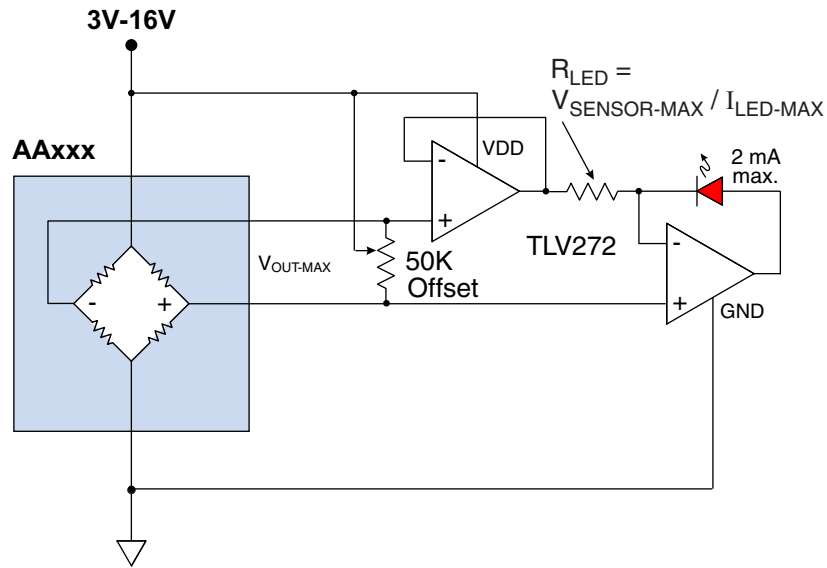 3V-16V
R_LED =
V_SENSOR-MAX / I_LED-MAX
AAxxx
-
VDD
2 mA
max.
+
TLV272
-
V_OUT-MAX
50K
Offset
-
+
+
GND